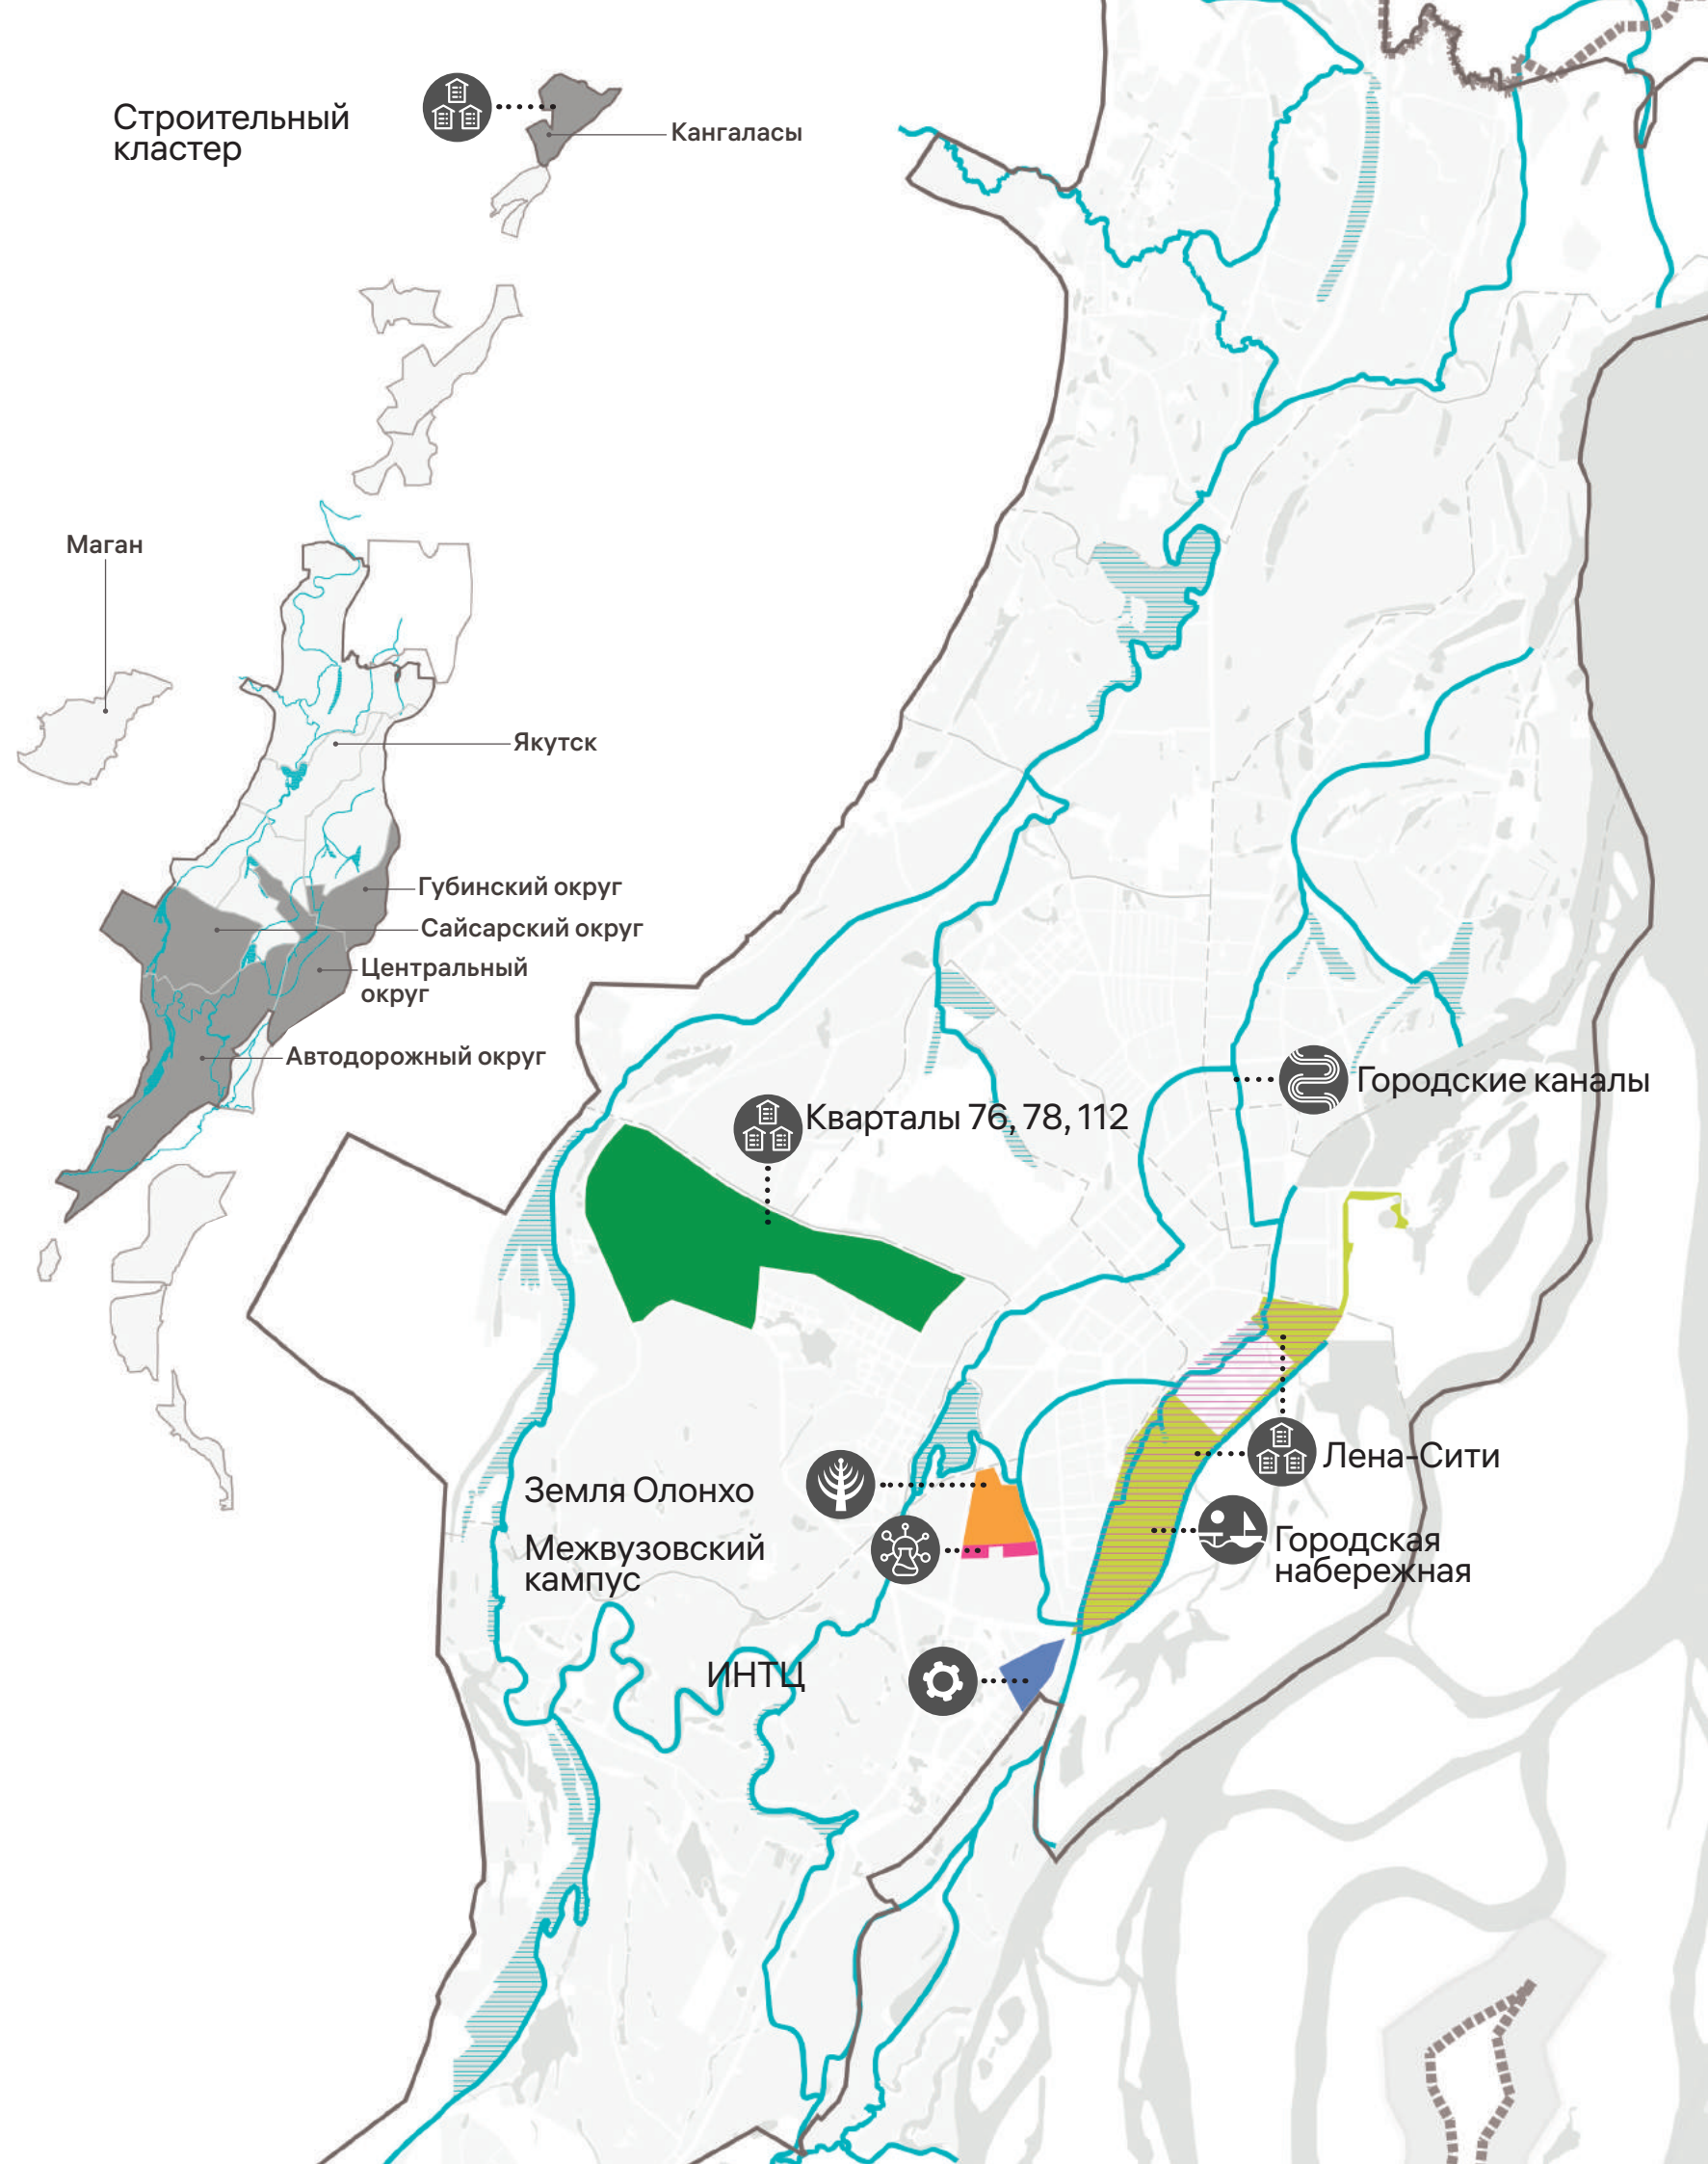 Строительный
кластер
Кангаласы
Маган
Якутск
Губинский округ
Сайсарский округ
Центральный
округ
Автодорожный округ
Городские каналы
Кварталы 76, 78, 112
Лена-Сити
Земля Олонхо
Городская
набережная
Межвузовский
кампус
ИНТЦ